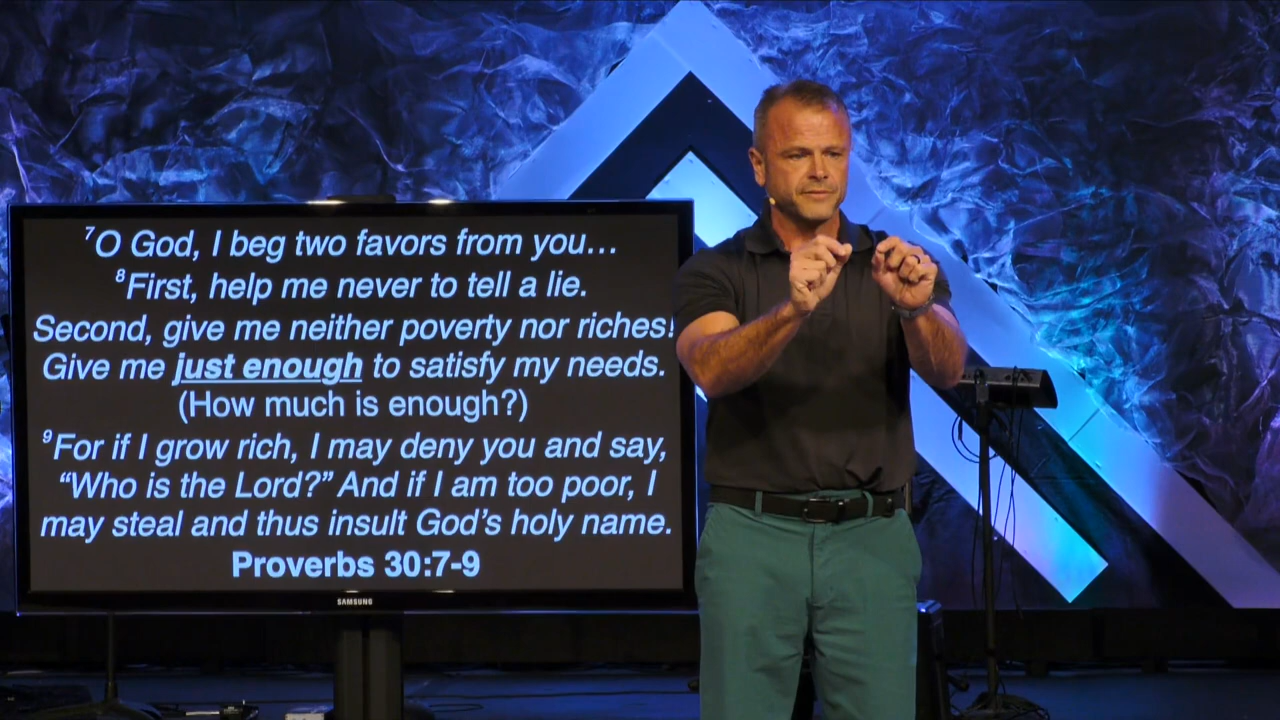 ⁷O God, I beg two favors from you…
⁸First, help me never to tell a lie.
Second, give me neither poverty nor riches!
Give me just enough to satisfy my needs.
(How much is enough?)
⁹For if I grow rich, I may deny you and say,
“Who is the Lord?” And if I am too poor, I
may steal and thus insult God’s holy name.
Proverbs 30:7-9
SAMSUNG